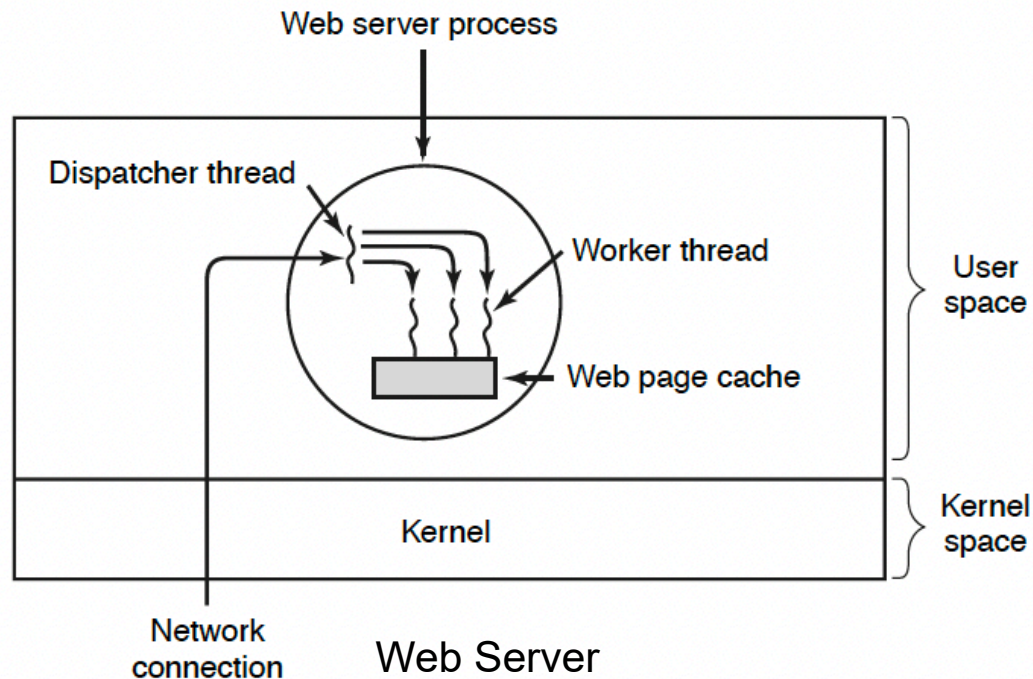 Web server process
Dispatcher thread
Worker thread
User
space
Web page cache
Kernel
Kernel
space
Network
connection
Web Server